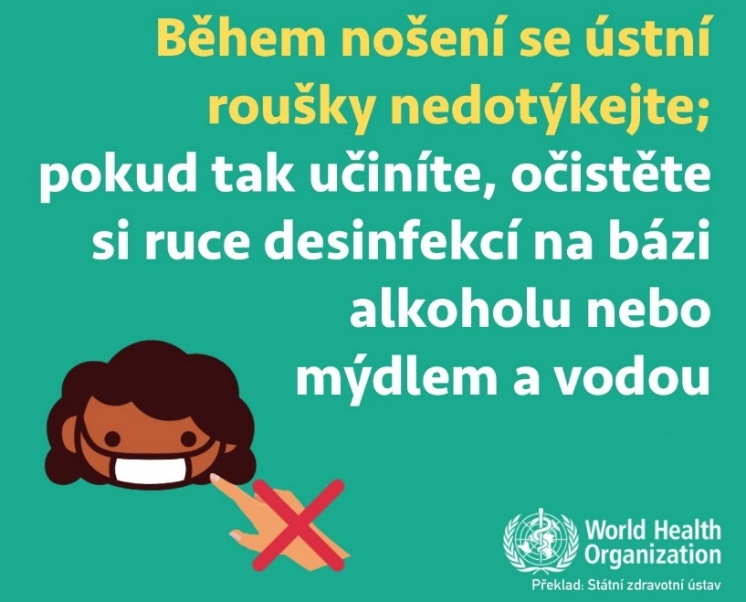 Během nošení se ústní
roušky nedotýkejte;
pokud tak učiníte, očistěte
si ruce desinfekcí na bázi
alkoholu nebo
mýdlem a vodou
World Health
Organization
Překlad: Státní zdravotní ústav